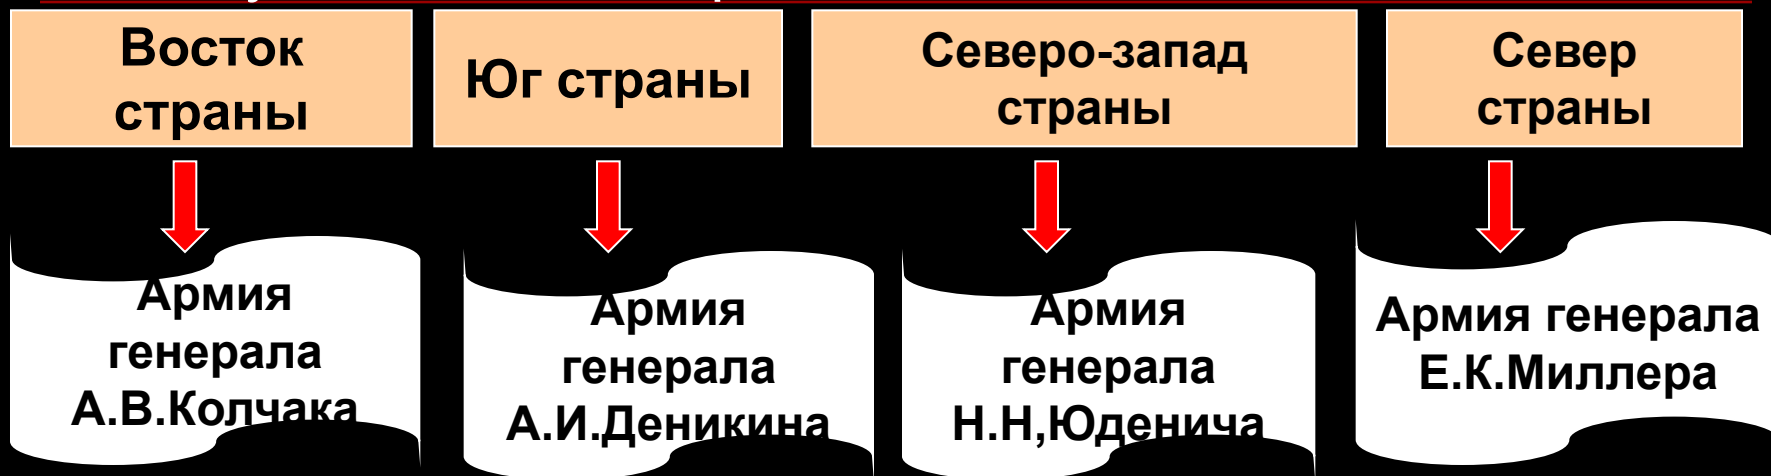 Восток
страны
Юг страны
Северо-запад
страны
Север
страны
Армия
генерала
А.В.Колчака
Армия
генерала
А.И.Деникина
Армия
генерала
Н.Н,Юденича
Армия генерала
Е.К.Миллера